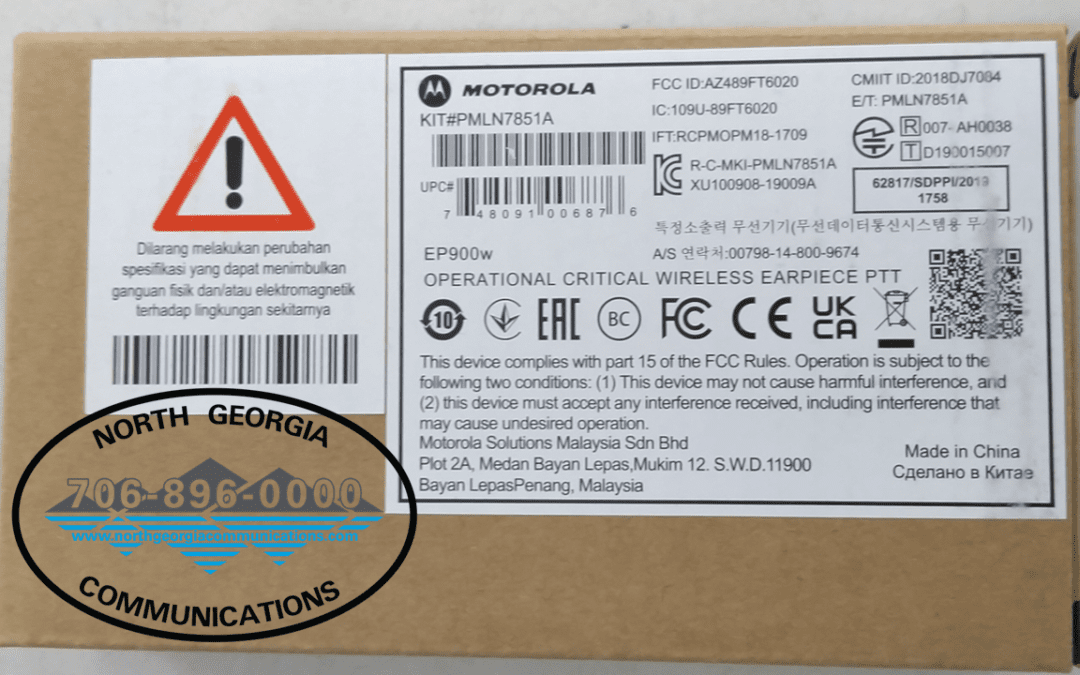 Dilarang melakukan perubahan
spesifikasi yang dapat menimbulkan
ganguan fisik dan/atau elektromagnetik
terhadap lingkungan sekitarnya
MOTOROLA
KIT#PMLN7851A
UPC#
7 48091 00687 6
EP900w
OPERATIONAL CRITICAL WIRELESS EARPIECE PTT
FCC ID:AZ489FT6020
IC:109U-89FT6020
IFT:RCPMOPM18-1709
R-C-MKI-PMLN7851A
XU100908-19009A
CMIIT ID:2018DJ7084
E/T: PMLN7851A
R 007-AH0038
T D190015007
62817/SDPPI/2019
1758
특정소출력 무선기기(무선데이터통신시스템용 무선기기)
A/S 연락처:00798-14-800-9674
10 EAC BC FC CE UK CA
This device complies with part 15 of the FCC Rules. Operation is subject to the
following two conditions: (1) This device may not cause harmful interference, and
(2) this device must accept any interference received, including interference that
may cause undesired operation.
Motorola Solutions Malaysia Sdn Bhd
Plot 2A, Medan Bayan Lepas,Mukim 12. S.W.D.11900
Bayan LepasPenang, Malaysia
Made in China
Сделано в Китае
NORTH GEORGIA
706-896-0000
www.northgeorgiacommunications.com
COMMUNICATIONS